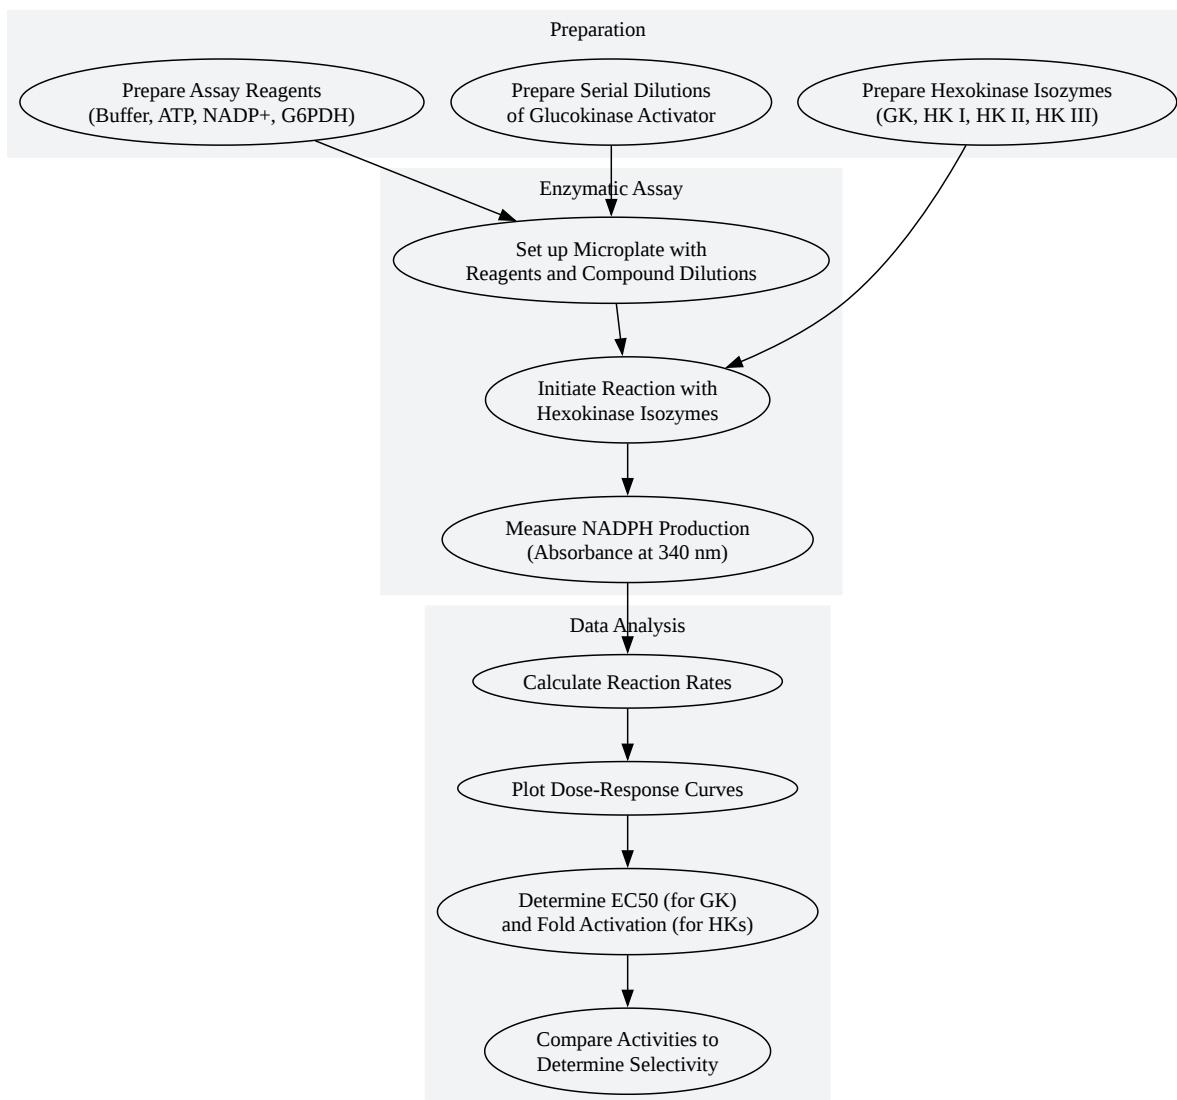 Preparation
Prepare Assay Reagents
(Buffer, ATP, NADP+, G6PDH)
Prepare Serial Dilutions
of Glucokinase Activator
Prepare Hexokinase Isozymes
(GK, HK I, HK II, HK III)
Enzymatic Assay
Set up Microplate with
Reagents and Compound Dilutions
Initiate Reaction with
Hexokinase Isozymes
Measure NADPH Production
(Absorbance at 340 nm)
Data Analysis
Calculate Reaction Rates
Plot Dose-Response Curves
Determine EC50 (for GK)
and Fold Activation (for HKs)
Compare Activities to
Determine Selectivity